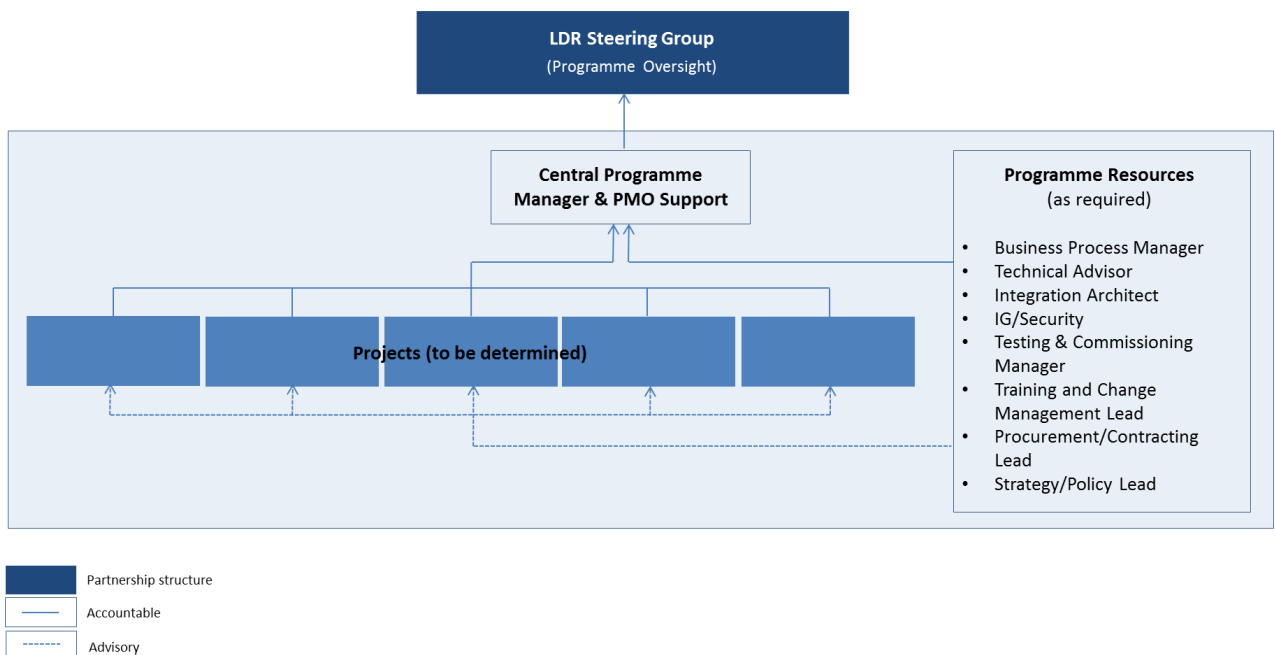 LDR Steering Group
(Programme Oversight)
Central Programme
Manager & PMO Support
Programme Resources
(as required)
• Business Process Manager
• Technical Advisor
• Integration Architect
• IG/Security
• Testing & Commissioning
Manager
• Training and Change
Management Lead
• Procurement/Contracting
Lead
• Strategy/Policy Lead
Projects (to be determined)
Partnership structure
Accountable
Advisory